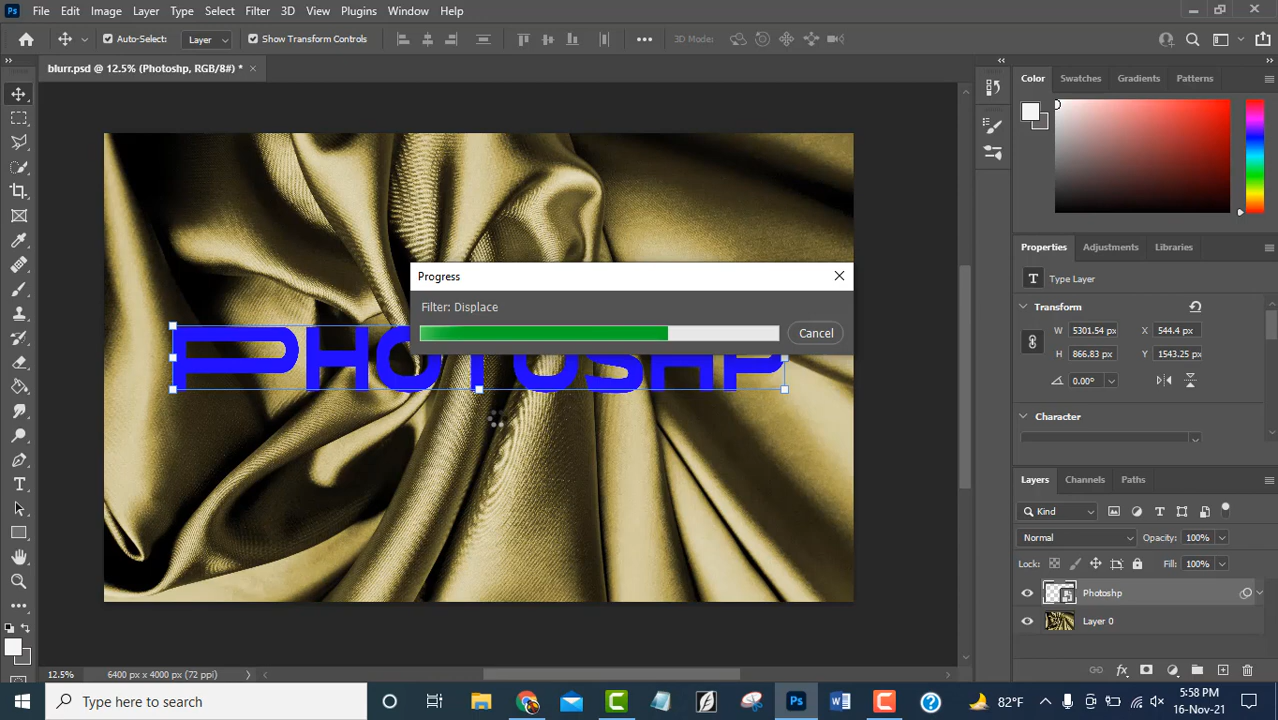 Ps File Edit Image Layer Type Select Filter 3D View Plugins Window Help
Auto-Select: Layer Show Transform Controls 3D Mode:
blurr.psd @ 12.5% (Photoshp, RGB/8#) *
Color Swatches Gradients Patterns
Properties Adjustments Libraries
Type Layer
Transform
W 5301.54 px X 544.4 px
H 866.83 px Y 1543.25 px
0.00°
Character
Progress
Filter: Displace
Cancel
PHOTOSHP
Layers Channels Paths
Kind
Normal Opacity: 100%
Lock: Fill: 100%
Photoshp
Layer 0
12.5% 6400 px x 4000 px (72 ppi)
Type here to search
82°F
5:58 PM
16-Nov-21